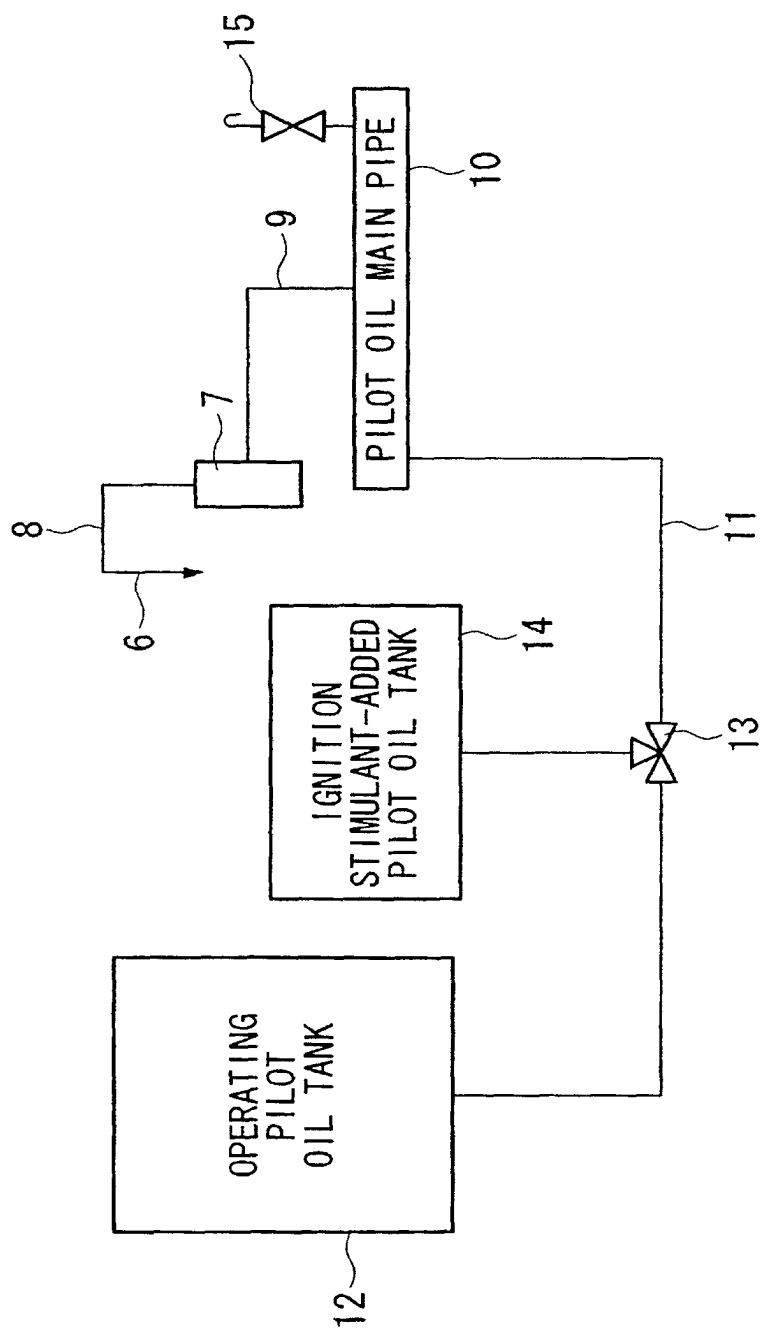 OPERATING
PILOT
OIL TANK
12
IGNITION
STIMULANT-ADDED
PILOT OIL TANK
14
6
8
7
9
15
PILOT OIL MAIN PIPE
10
11
13